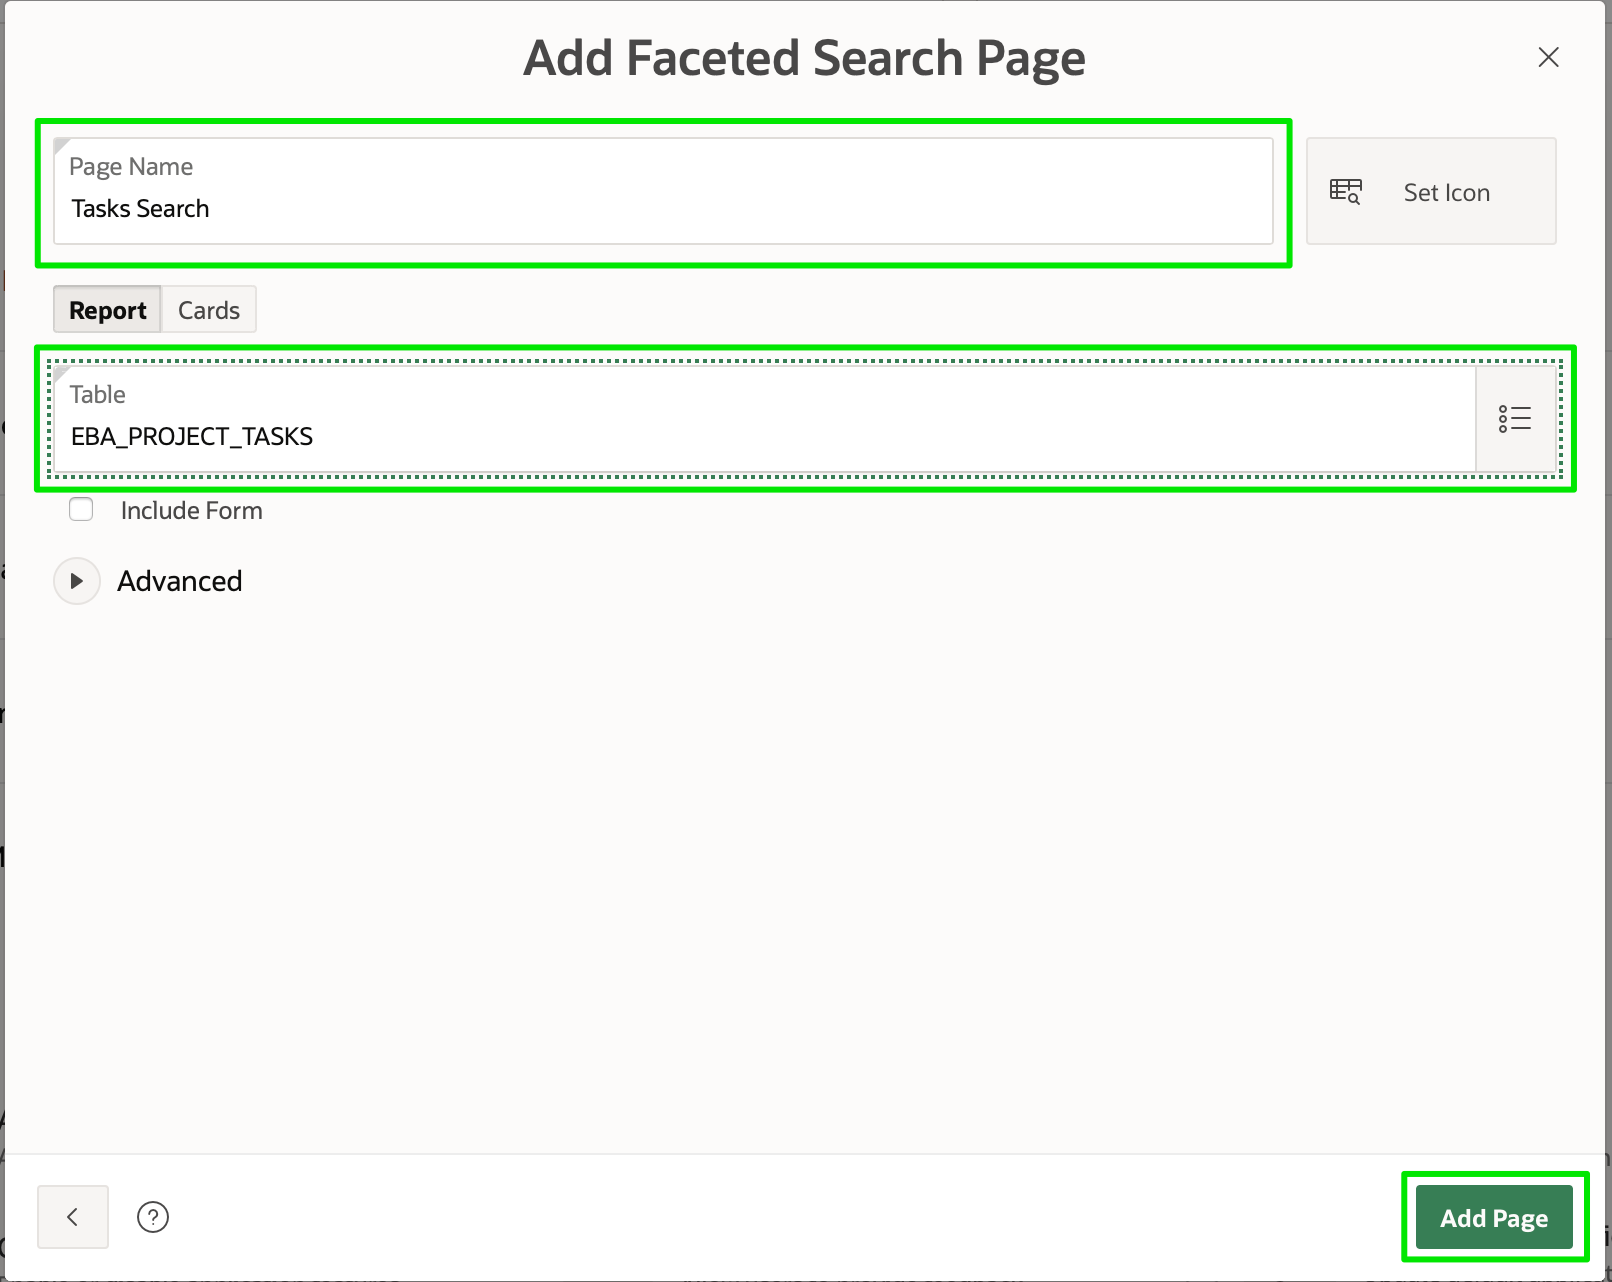 Add Faceted Search Page
Page Name
Tasks Search
Set Icon
Report
Cards
Table
EBA_PROJECT_TASKS
Include Form
Advanced
?
Add Page